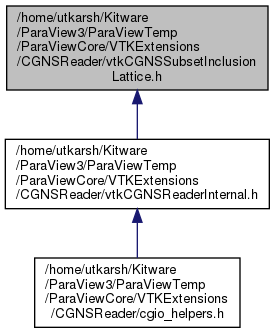 /home/utkarsh/Kitware
/ParaView3/ParaViewTemp
/ParaViewCore/VTKExtensions
/CGNSReader/vtkCGNSSubsetInclusion
Lattice.h
/home/utkarsh/Kitware
/ParaView3/ParaViewTemp
/ParaViewCore/VTKExtensions
/CGNSReader/vtkCGNSReaderInternal.h
/home/utkarsh/Kitware
/ParaView3/ParaViewTemp
/ParaViewCore/VTKExtensions
/CGNSReader/cgio_helpers.h